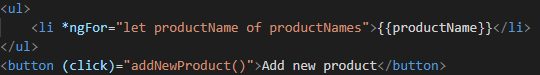 <ul>
    <li *ngFor="let productName of productNames">{{productName}}</li>
</ul>
<button (click)="addNewProduct()">Add new product</button>